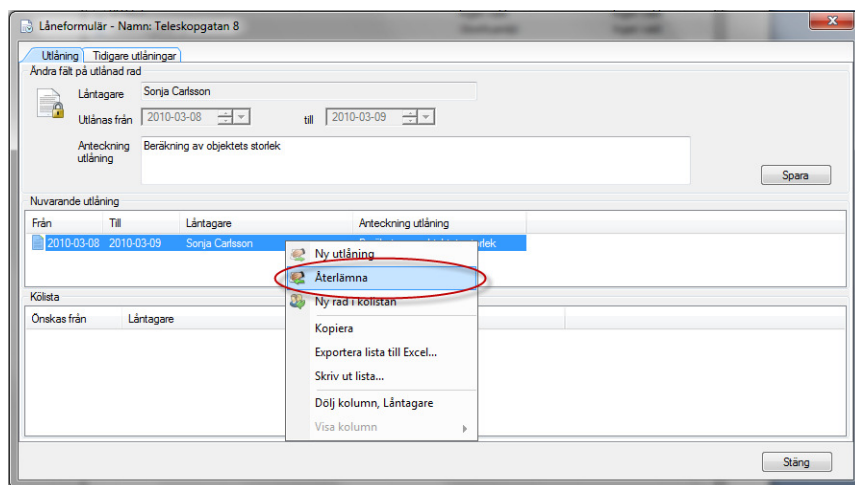 Låneformulär - Namn: Teleskopgatan 8
Utlåning Tidigare utlåningar
Ändra fält på utlånad rad
Låntagare Sonja Carlsson
Utlånas från 2010-03-08 till 2010-03-09
Anteckning utlåning Beräkning av objektets storlek
Spara
Nuvarande utlåning
Från Till Låntagare Anteckning utlåning
2010-03-08 2010-03-09 Sonja Carlsson
Ny utlåning
Återlämna
Ny rad i kölistan
Kölista
Önskas från Låntagare
Kopiera
Exportera lista till Excel...
Skriv ut lista...
Dölj kolumn, Låntagare
Visa kolumn
Stäng